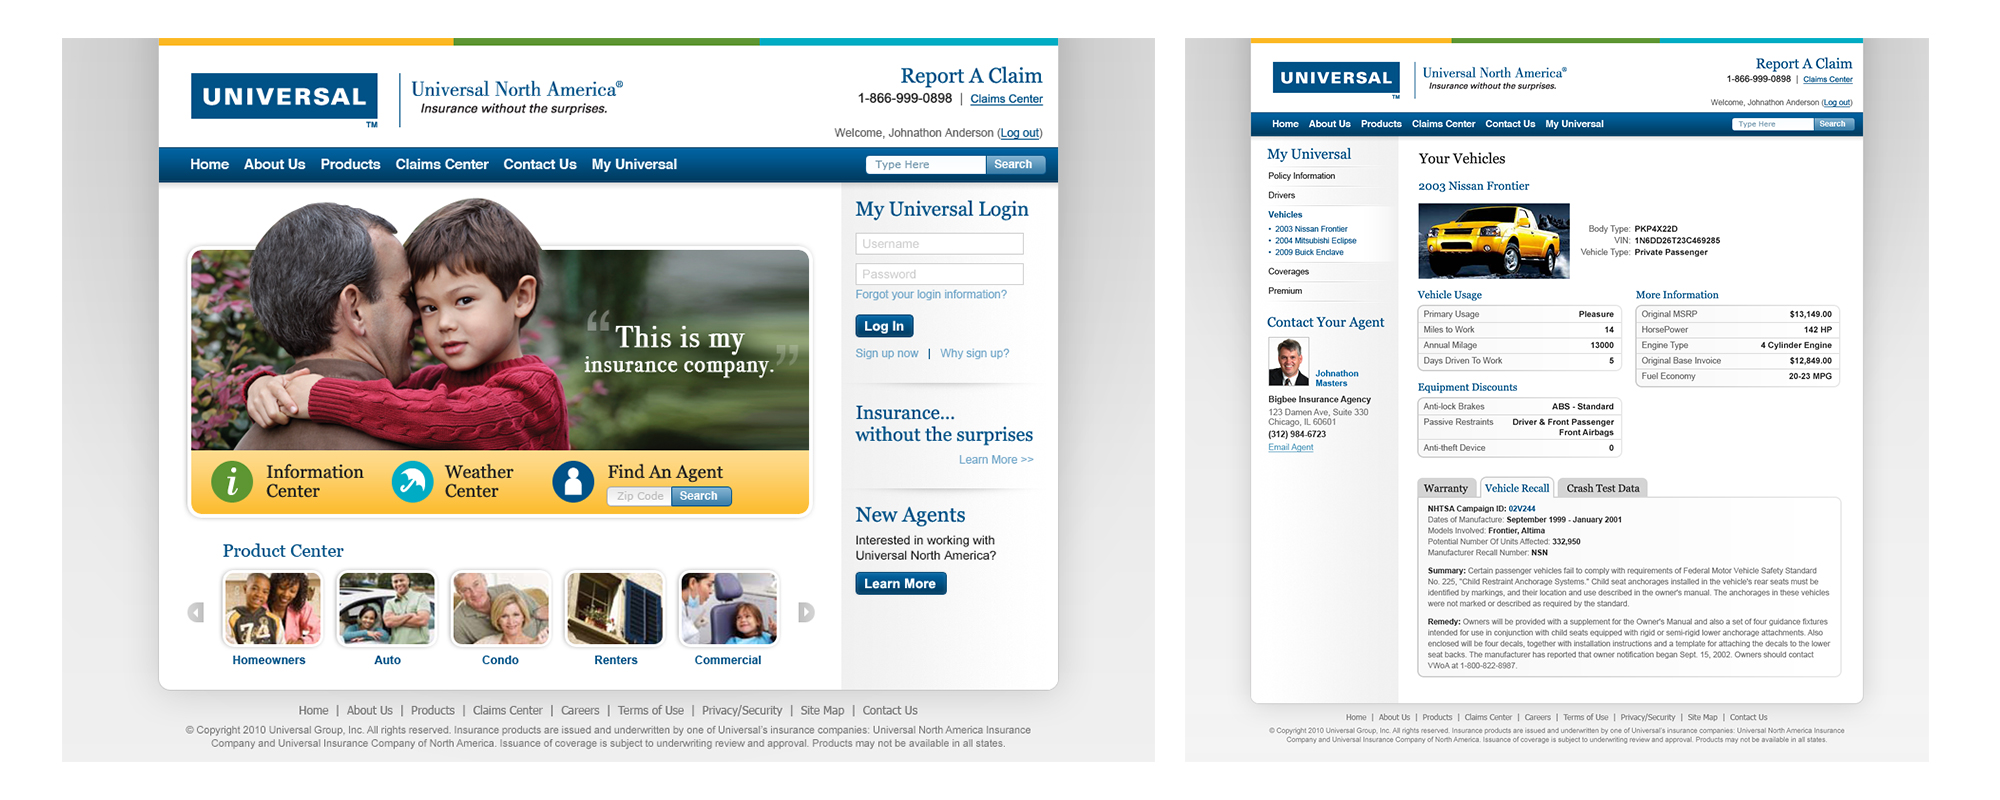 UNIVERSAL
TM
Universal North America®
Insurance without the surprises.
Report A Claim
1-866-999-0898 | Claims Center
Welcome, Johnathon Anderson (Log out)
Home About Us Products Claims Center Contact Us My Universal
Type Here Search
“This is my
insurance company.”
Information
Center
Weather
Center
Find An Agent
Zip Code Search
Product Center
Homeowners Auto Condo Renters Commercial
My Universal Login
Username
Password
Forgot your login information?
Log In
Sign up now | Why sign up?
Insurance...
without the surprises
Learn More >>
New Agents
Interested in working with
Universal North America?
Learn More
Home | About Us | Products | Claims Center | Careers | Terms of Use | Privacy/Security | Site Map | Contact Us
© Copyright 2010 Universal Group, Inc. All rights reserved. Insurance products are issued and underwritten by one of Universal's insurance companies: Universal North America Insurance
Company and Universal Insurance Company of North America. Issuance of coverage is subject to underwriting review and approval. Products may not be available in all states.
UNIVERSAL
TM
Universal North America®
Insurance without the surprises.
Report A Claim
1-866-999-0898 | Claims Center
Welcome, Johnathon Anderson (Log out)
Home About Us Products Claims Center Contact Us My Universal
Type Here Search
My Universal
Policy Information
Drivers
Vehicles
• 2003 Nissan Frontier
• 2004 Mitsubishi Eclipse
• 2009 Buick Enclave
Coverages
Premium
Contact Your Agent
Johnathon
Masters
Bigbee Insurance Agency
123 Damen Ave, Suite 330
Chicago, IL 60601
(312) 984-6723
Email Agent
Your Vehicles
2003 Nissan Frontier
Body Type: PKP4X22D
VIN: 1N6DD26T23C469285
Vehicle Type: Private Passenger
Vehicle Usage
Primary Usage Pleasure
Miles to Work 14
Annual Milage 13000
Days Driven To Work 5
More Information
Original MSRP $13,149.00
HorsePower 142 HP
Engine Type 4 Cylinder Engine
Original Base Invoice $12,849.00
Fuel Economy 20-23 MPG
Equipment Discounts
Anti-lock Brakes ABS - Standard
Passive Restraints Driver & Front Passenger
Front Airbags
Anti-theft Device 0
Warranty Vehicle Recall Crash Test Data
NHTSA Campaign ID: 02V244
Dates of Manufacture: September 1999 - January 2001
Models Involved: Frontier, Altima
Potential Number Of Units Affected: 332,950
Manufacturer Recall Number: NSN
Summary: Certain passenger vehicles fail to comply with requirements of Federal Motor Vehicle Safety Standard
No. 225, "Child Restraint Anchorage Systems." Child seat anchorages installed in the vehicle's rear seats must be
identified by markings, and their location and use described in the owner's manual. The anchorages in these vehicles
were not marked or described as required by the standard.
Remedy: Owners will be provided with a supplement for the Owner's Manual and also a set of four guidance fixtures
intended for use in conjunction with child seats equipped with rigid or semi-rigid lower anchorage attachments. Also
enclosed will be four decals, together with installation instructions and a template for attaching the decals to the lower
seat backs. The manufacturer has reported that owner notification began Sept. 15, 2002. Owners should contact
VWoA at 1-800-822-8987.
Home | About Us | Products | Claims Center | Careers | Terms of Use | Privacy/Security | Site Map | Contact Us
© Copyright 2010 Universal Group, Inc. All rights reserved. Insurance products are issued and underwritten by one of Universal's insurance companies: Universal North America Insurance
Company and Universal Insurance Company of North America. Issuance of coverage is subject to underwriting review and approval. Products may not be available in all states.